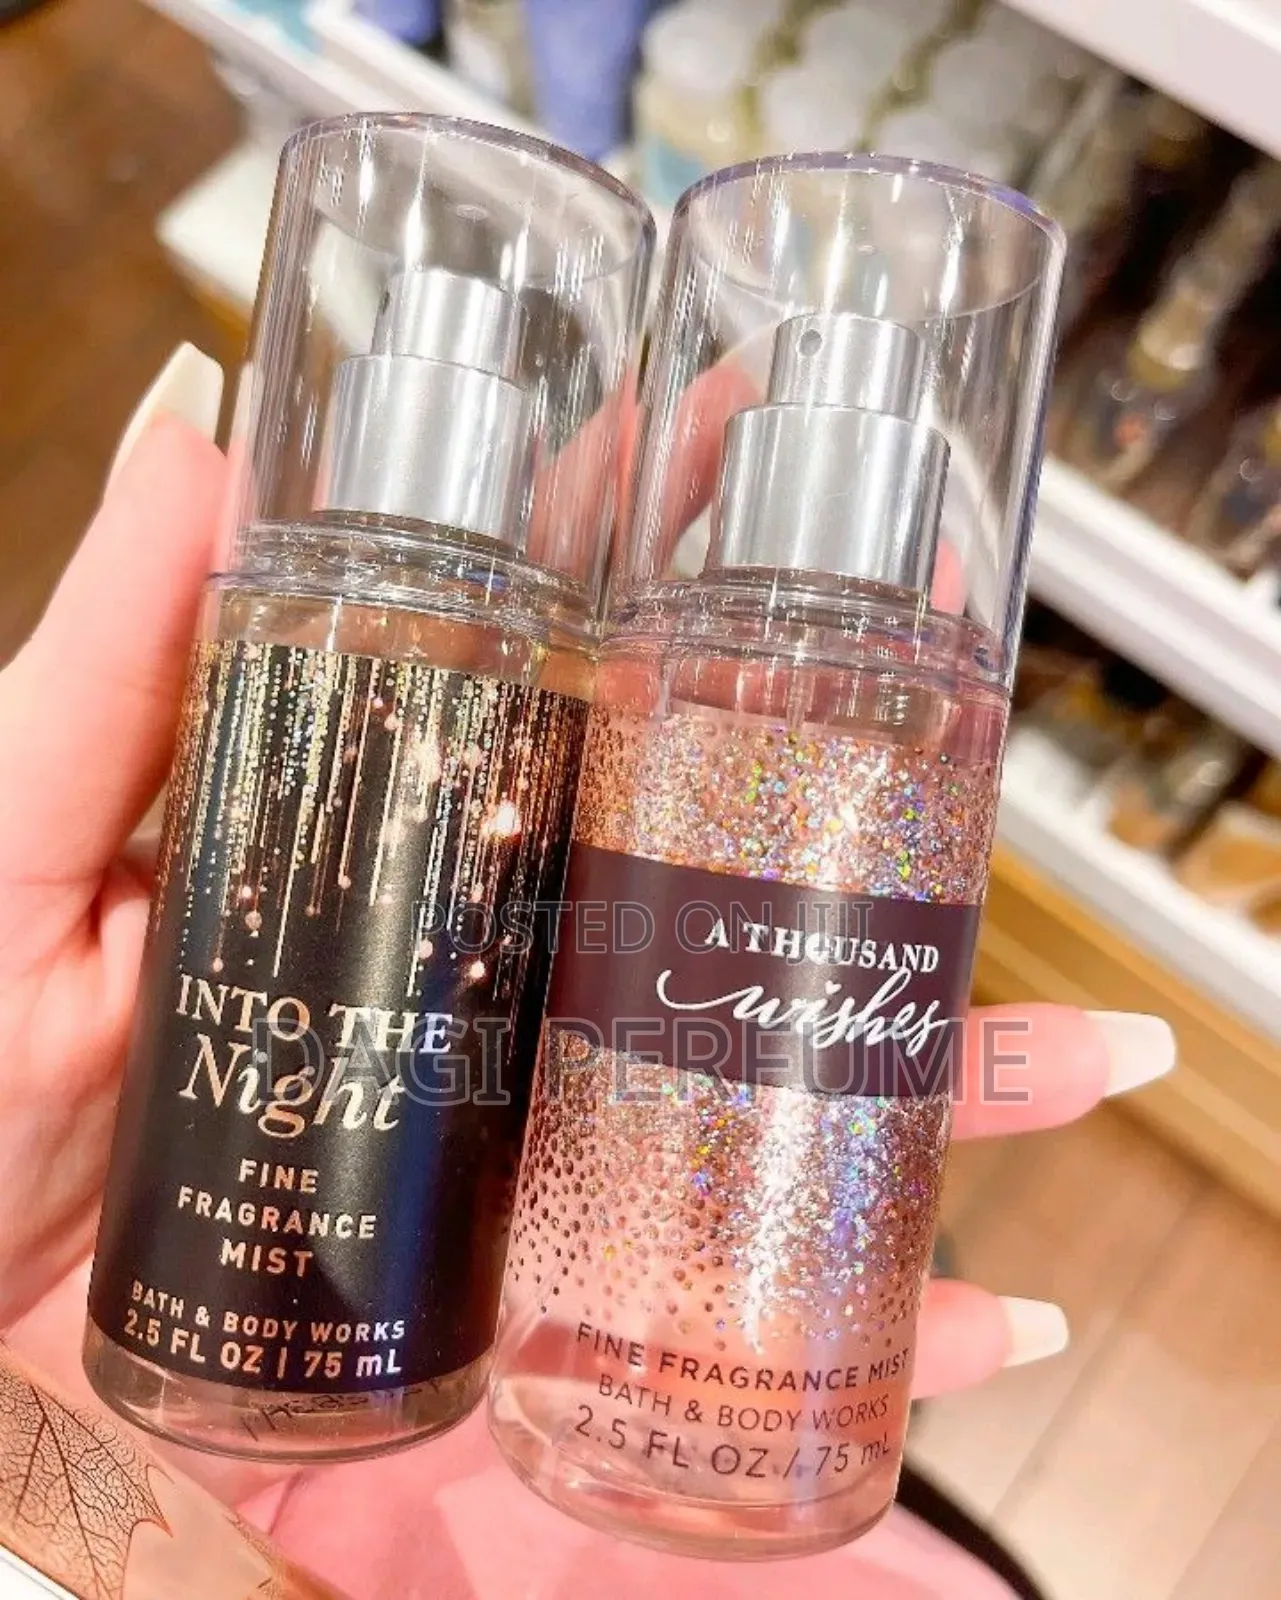 INTO THE
Night
FINE
FRAGRANCE
MIST
BATH & BODY WORKS
2.5 FL OZ | 75 mL
A THOUSAND
wishes
FINE FRAGRANCE MIST
BATH & BODY WORKS
2.5 FL OZ / 75 mL
POSTED ON JIJI
DAGI PERFUME